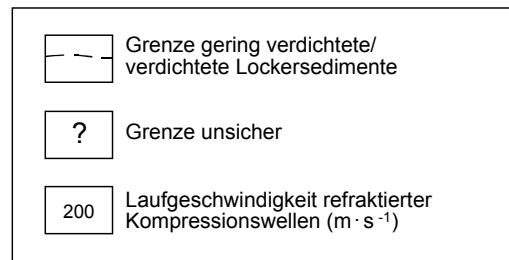 Grenze gering verdichtete/
verdichtete Lockersedimente
?
Grenze unsicher
200
Laufgeschwindigkeit refraktierter
Kompressionswellen (m · s⁻¹)